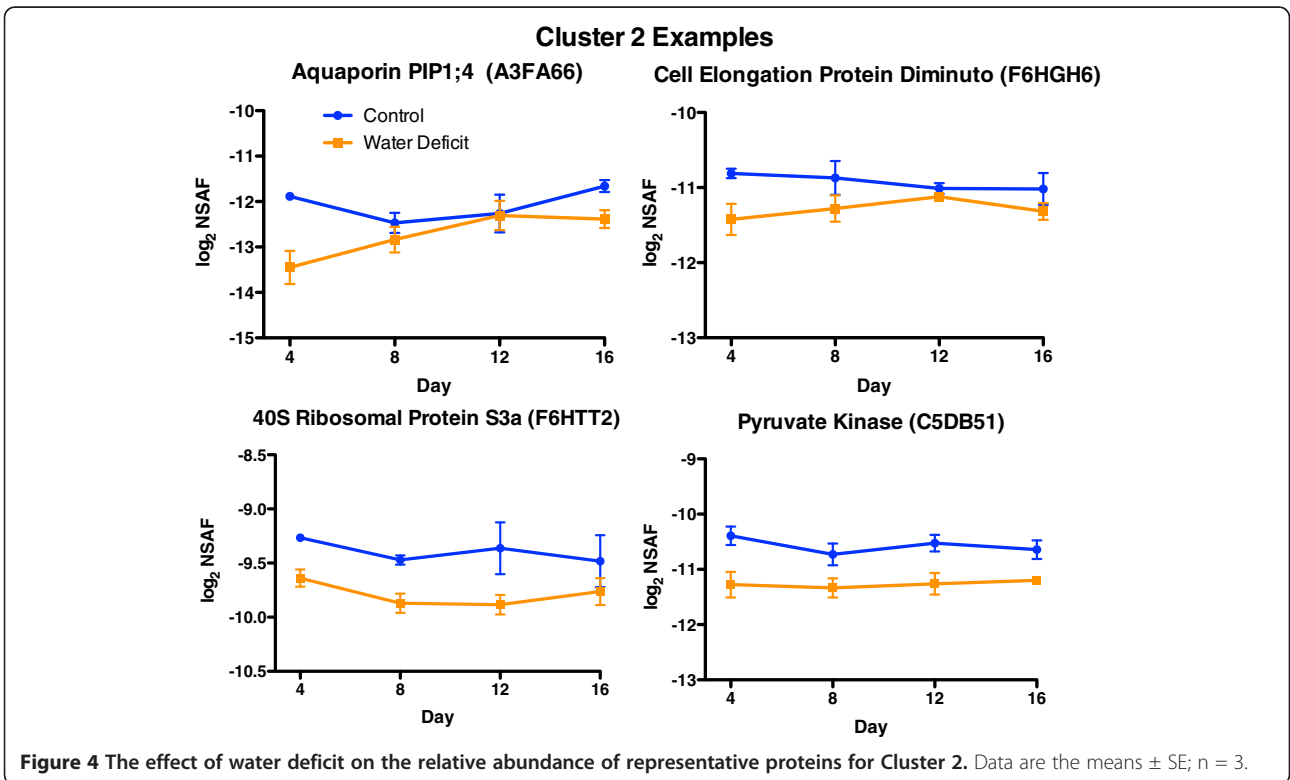 Cluster 2 Examples
Aquaporin PIP1;4 (A3FA66)
-10
-11
-12
-13
-14
-15
log2 NSAF
Control
Water Deficit
4 8 12 16
Day
Cell Elongation Protein Diminuto (F6HGH6)
-10
-11
-12
-13
log2 NSAF
4 8 12 16
Day
40S Ribosomal Protein S3a (F6HTT2)
-8.5
-9.0
-9.5
-10.0
-10.5
log2 NSAF
4 8 12 16
Day
Pyruvate Kinase (C5DB51)
-9
-10
-11
-12
-13
log2 NSAF
4 8 12 16
Day
Figure 4 The effect of water deficit on the relative abundance of representative proteins for Cluster 2. Data are the means ± SE; n = 3.